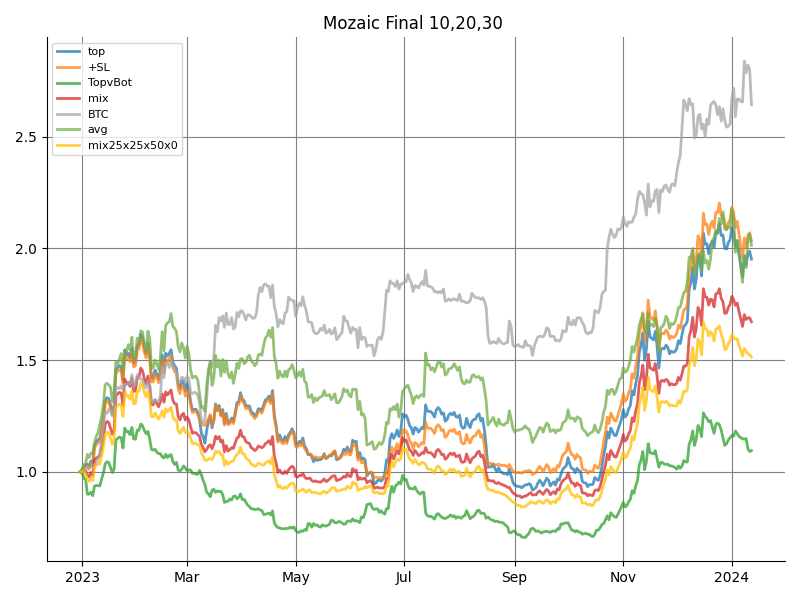 Mozaic Final 10,20,30
top
+SL
TopvBot
mix
BTC
avg
mix25x25x50x0
2.5
2.0
1.5
1.0
2023 Mar May Jul Sep Nov 2024